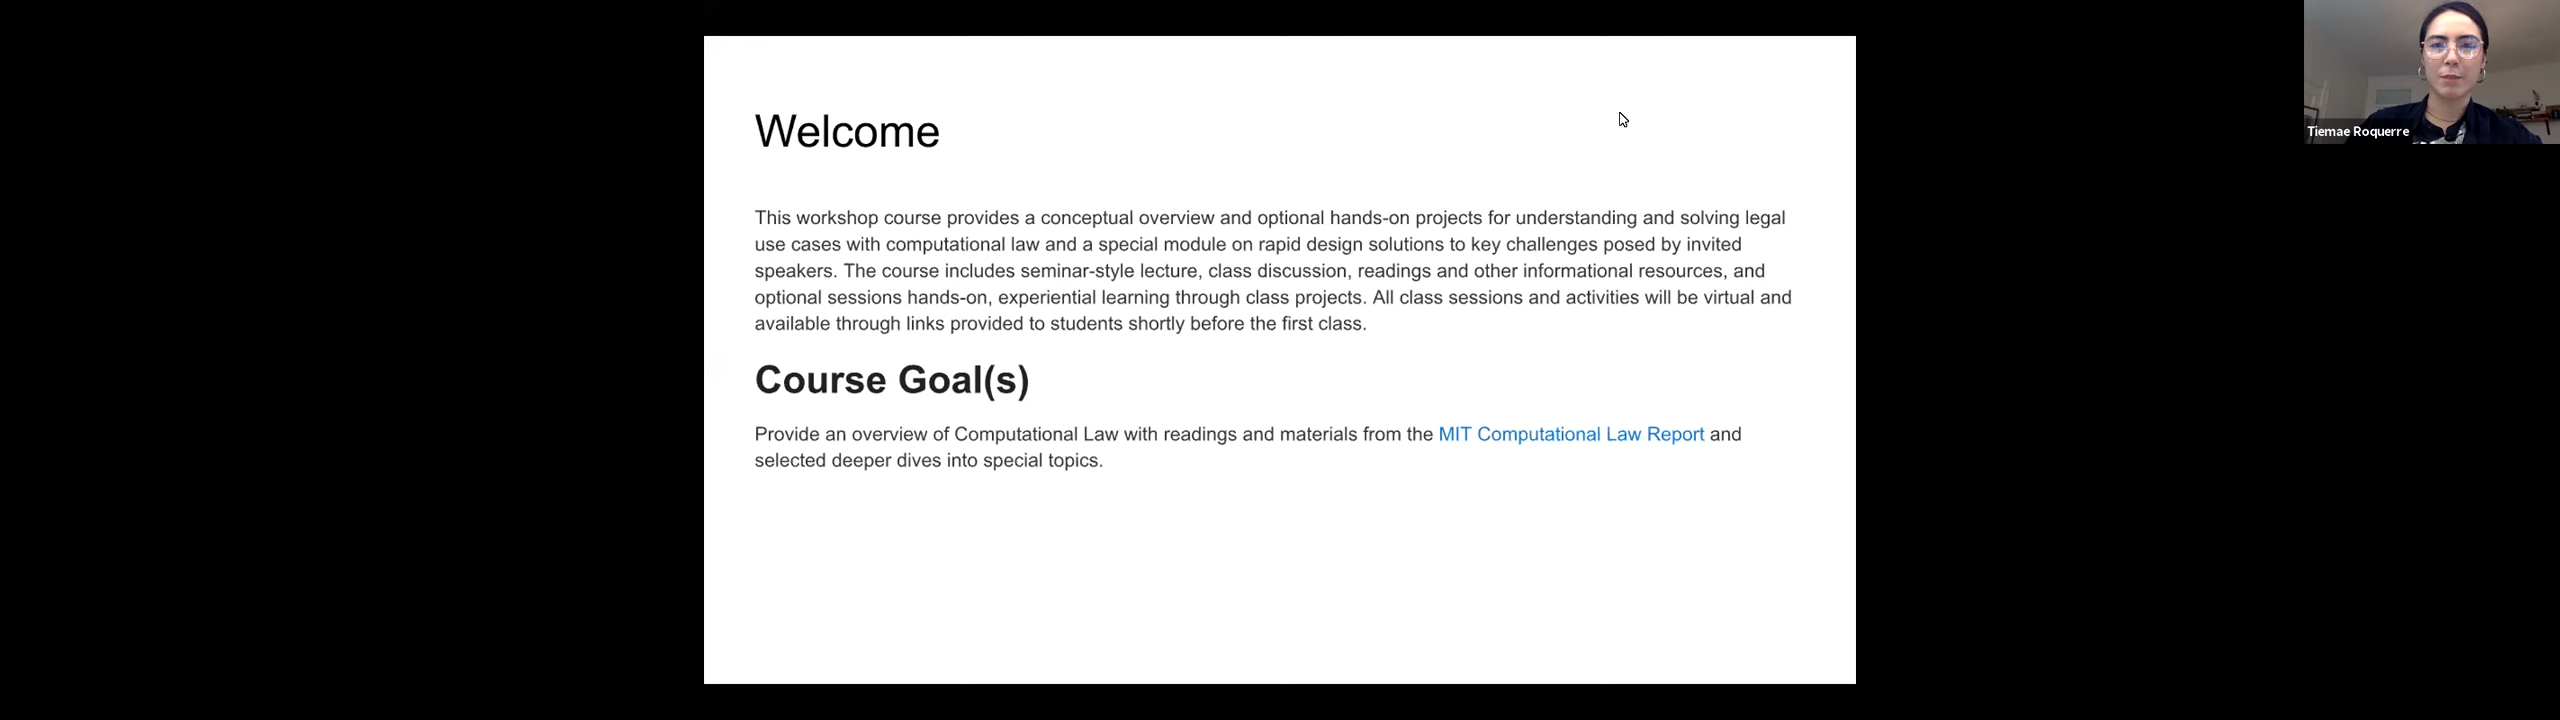 Welcome
This workshop course provides a conceptual overview and optional hands-on projects for understanding and solving legal
use cases with computational law and a special module on rapid design solutions to key challenges posed by invited
speakers. The course includes seminar-style lecture, class discussion, readings and other informational resources, and
optional sessions hands-on, experiential learning through class projects. All class sessions and activities will be virtual and
available through links provided to students shortly before the first class.
Course Goal(s)
Provide an overview of Computational Law with readings and materials from the MIT Computational Law Report and
selected deeper dives into special topics.
Tiemae Roquerre